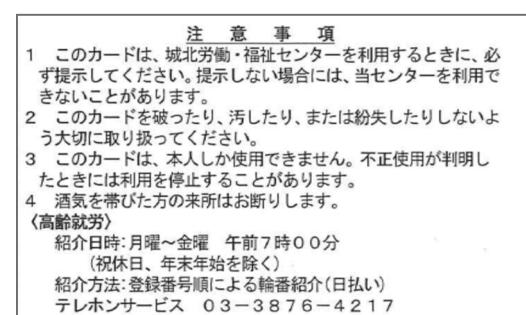 注　意　事　項
1　このカードは、城北労働・福祉センターを利用するときに、必
ず提示してください。提示しない場合には、当センターを利用で
きないことがあります。
2　このカードを破ったり、汚したり、または紛失したりしないよ
う大切に取り扱ってください。
3　このカードは、本人しか使用できません。不正使用が判明し
たときには利用を停止することがあります。
4　酒気を帯びた方の来所はお断りします。
〈高齢就労〉
紹介日時：月曜～金曜　午前７時００分
（祝休日、年末年始を除く）
紹介方法：登録番号順による輪番紹介（日払い）
テレホンサービス　０３－３８７６－４２１７